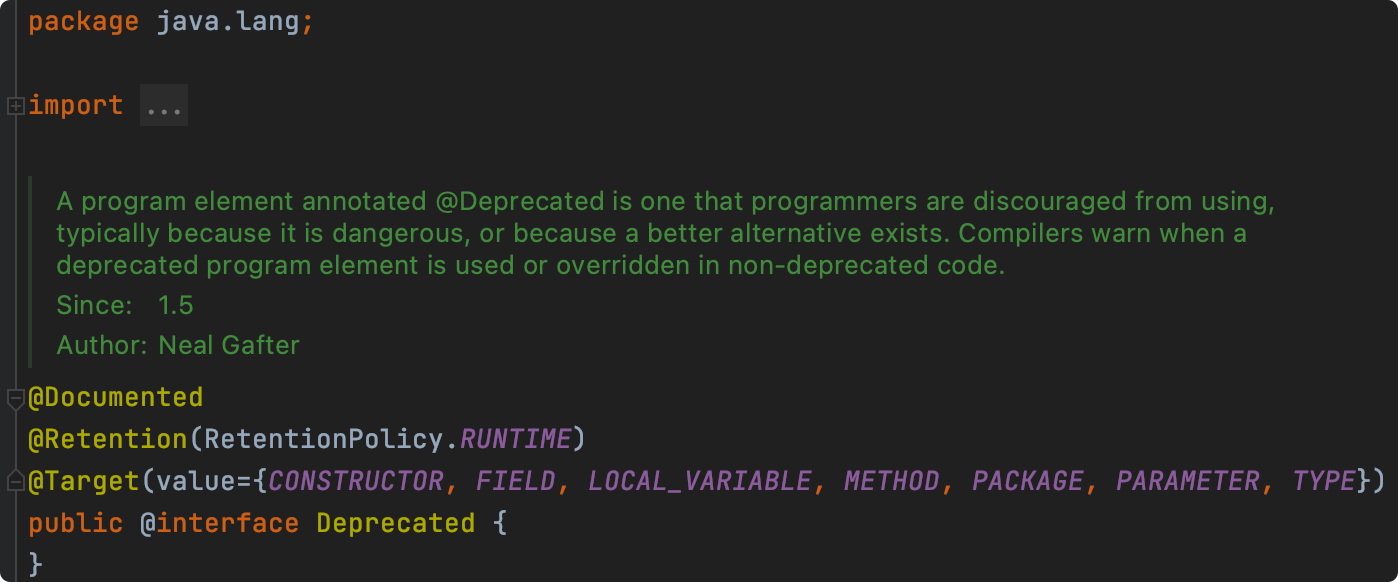 package java.lang;
import ...
A program element annotated @Deprecated is one that programmers are discouraged from using,
typically because it is dangerous, or because a better alternative exists. Compilers warn when a
deprecated program element is used or overridden in non-deprecated code.
Since: 1.5
Author: Neal Gafter
@Documented
@Retention(RetentionPolicy.RUNTIME)
@Target(value={CONSTRUCTOR, FIELD, LOCAL_VARIABLE, METHOD, PACKAGE, PARAMETER, TYPE})
public @interface Deprecated {
}